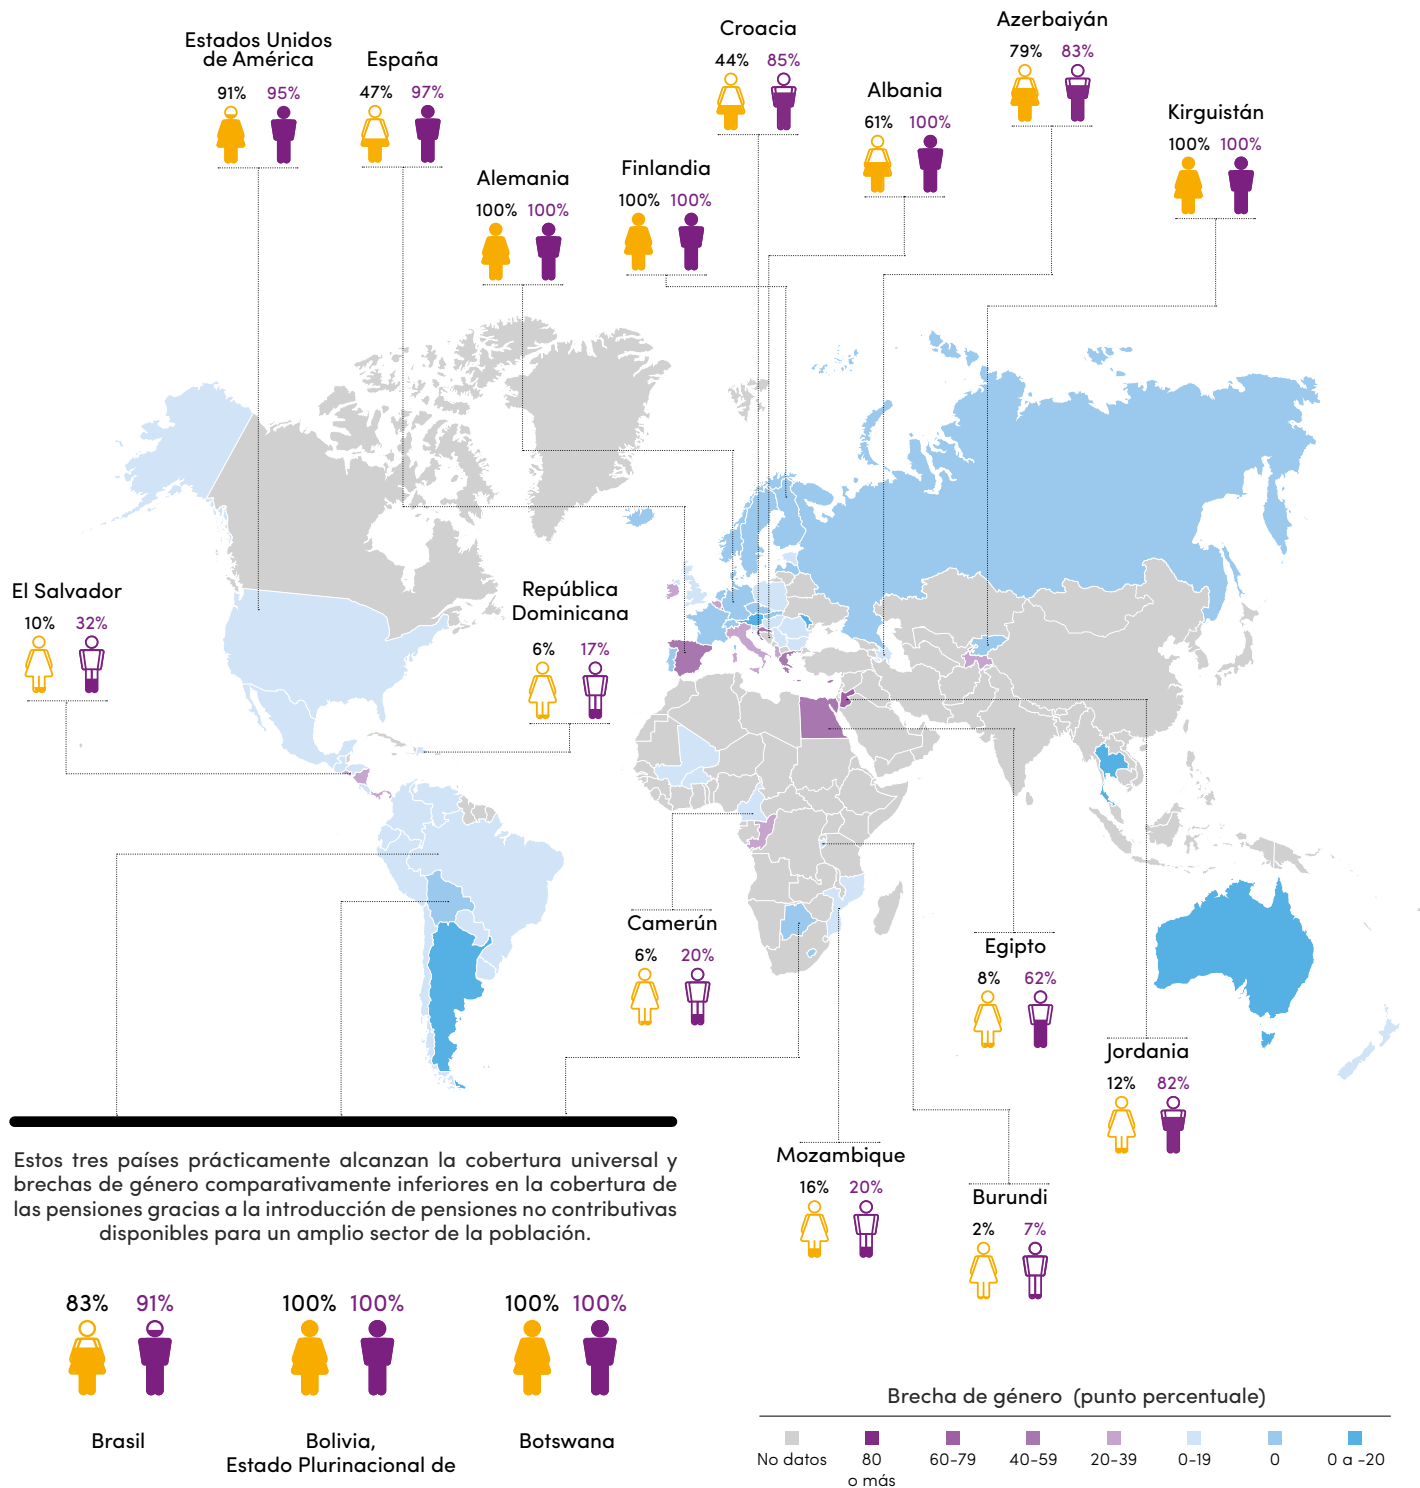 Croacia
44% 85%
Azerbaiyán
79% 83%
Estados Unidos
de América
91% 95%
España
47% 97%
Albania
61% 100%
Kirguistán
100% 100%
Alemania
100% 100%
Finlandia
100% 100%
El Salvador
10% 32%
República
Dominicana
6% 17%
Camerún
6% 20%
Egipto
8% 62%
Jordania
12% 82%
Mozambique
16% 20%
Burundi
2% 7%
Estos tres países prácticamente alcanzan la cobertura universal y
brechas de género comparativamente inferiores en la cobertura de
las pensiones gracias a la introducción de pensiones no contributivas
disponibles para un amplio sector de la población.
83% 91%
Brasil
100% 100%
Bolivia,
Estado Plurinacional de
100% 100%
Botswana
Brecha de género (punto percentuale)
No datos
80
o más
60-79
40-59
20-39
0-19
0
0 a -20